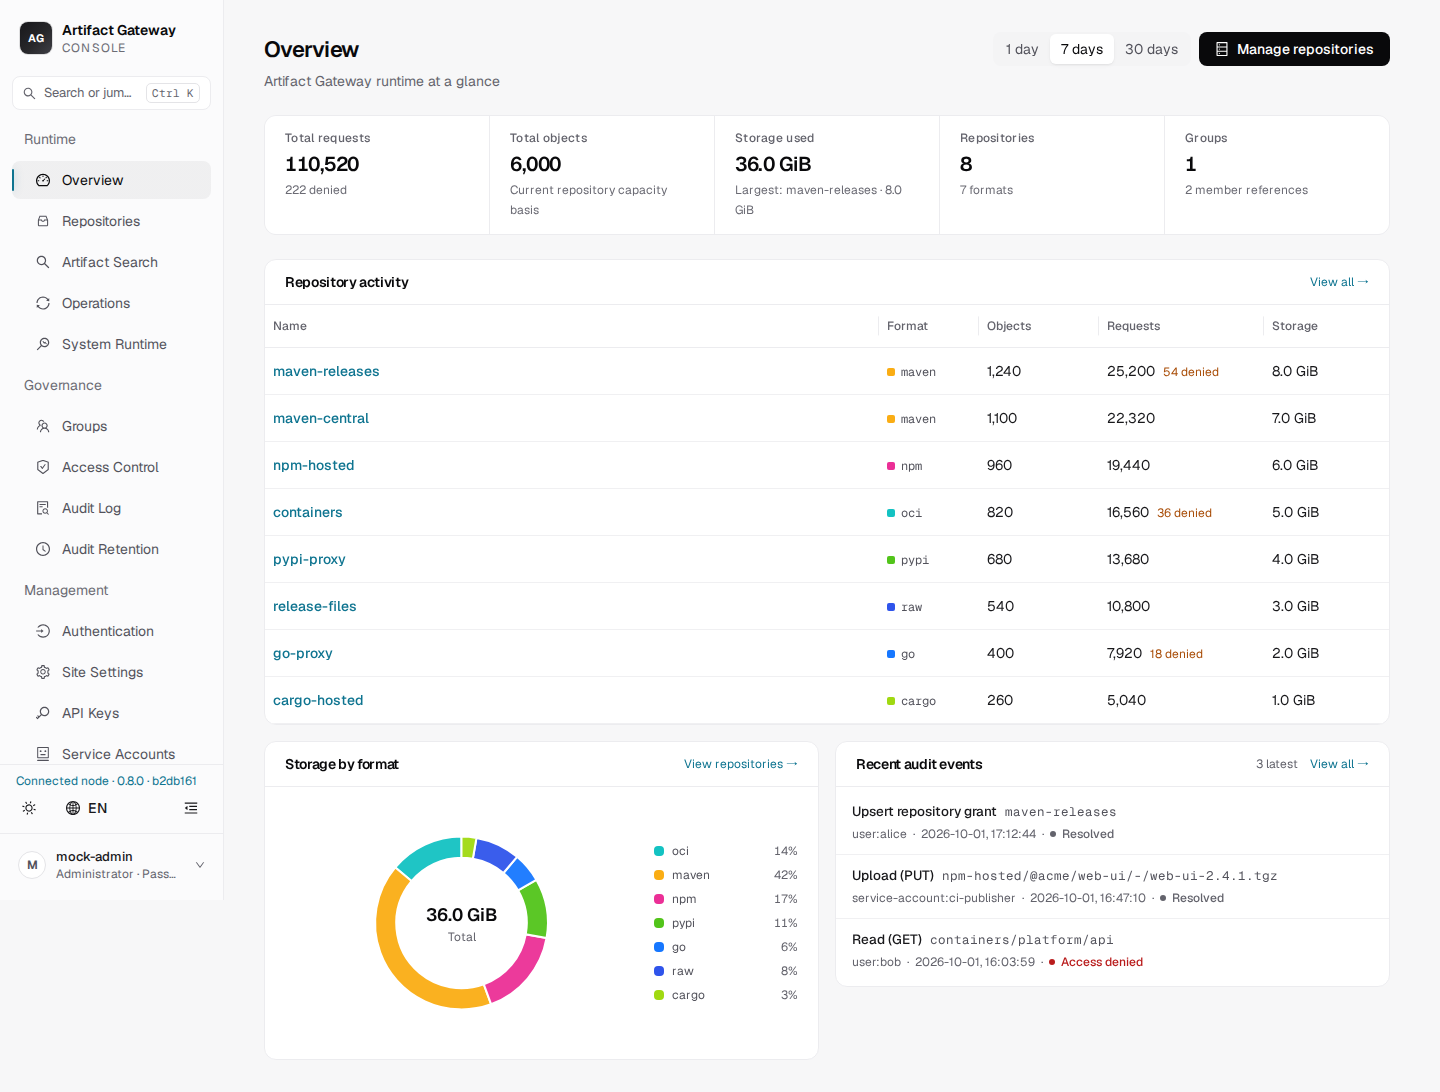 AG
Artifact Gateway
CONSOLE
Search or jum... Ctrl K
Runtime
Overview
Repositories
Artifact Search
Operations
System Runtime
Governance
Groups
Access Control
Audit Log
Audit Retention
Management
Authentication
Site Settings
API Keys
Service Accounts
Connected node · 0.8.0 · b2db161
EN
M
mock-admin
Administrator · Pass...
Overview
Artifact Gateway runtime at a glance
1 day 7 days 30 days Manage repositories
Total requests
110,520
222 denied
Total objects
6,000
Current repository capacity
basis
Storage used
36.0 GiB
Largest: maven-releases · 8.0
GiB
Repositories
8
7 formats
Groups
1
2 member references
Repository activity View all →
Name Format Objects Requests Storage
maven-releases maven 1,240 25,200 54 denied 8.0 GiB
maven-central maven 1,100 22,320 7.0 GiB
npm-hosted npm 960 19,440 6.0 GiB
containers oci 820 16,560 36 denied 5.0 GiB
pypi-proxy pypi 680 13,680 4.0 GiB
release-files raw 540 10,800 3.0 GiB
go-proxy go 400 7,920 18 denied 2.0 GiB
cargo-hosted cargo 260 5,040 1.0 GiB
Storage by format View repositories →
36.0 GiB
Total
oci 14%
maven 42%
npm 17%
pypi 11%
go 6%
raw 8%
cargo 3%
Recent audit events 3 latest View all →
Upsert repository grant maven-releases
user:alice · 2026-10-01, 17:12:44 · Resolved
Upload (PUT) npm-hosted/@acme/web-ui/-/web-ui-2.4.1.tgz
service-account:ci-publisher · 2026-10-01, 16:47:10 · Resolved
Read (GET) containers/platform/api
user:bob · 2026-10-01, 16:03:59 · Access denied